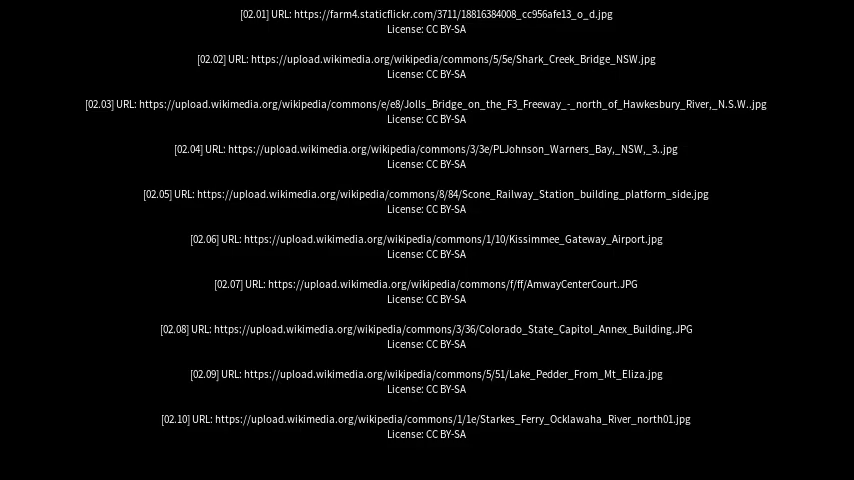 [02.01] URL: https://farm4.staticflickr.com/3711/18816384008_cc956afe13_o_d.jpg
License: CC BY-SA
[02.02] URL: https://upload.wikimedia.org/wikipedia/commons/5/5e/Shark_Creek_Bridge_NSW.jpg
License: CC BY-SA
[02.03] URL: https://upload.wikimedia.org/wikipedia/commons/e/e8/Jolls_Bridge_on_the_F3_Freeway_-_north_of_Hawkesbury_River,_N.S.W..jpg
License: CC BY-SA
[02.04] URL: https://upload.wikimedia.org/wikipedia/commons/3/3e/PLJohnson_Warners_Bay,_NSW,_3..jpg
License: CC BY-SA
[02.05] URL: https://upload.wikimedia.org/wikipedia/commons/8/84/Scone_Railway_Station_building_platform_side.jpg
License: CC BY-SA
[02.06] URL: https://upload.wikimedia.org/wikipedia/commons/1/10/Kissimmee_Gateway_Airport.jpg
License: CC BY-SA
[02.07] URL: https://upload.wikimedia.org/wikipedia/commons/f/ff/AmwayCenterCourt.JPG
License: CC BY-SA
[02.08] URL: https://upload.wikimedia.org/wikipedia/commons/3/36/Colorado_State_Capitol_Annex_Building.JPG
License: CC BY-SA
[02.09] URL: https://upload.wikimedia.org/wikipedia/commons/5/51/Lake_Pedder_From_Mt_Eliza.jpg
License: CC BY-SA
[02.10] URL: https://upload.wikimedia.org/wikipedia/commons/1/1e/Starkes_Ferry_Ocklawaha_River_north01.jpg
License: CC BY-SA